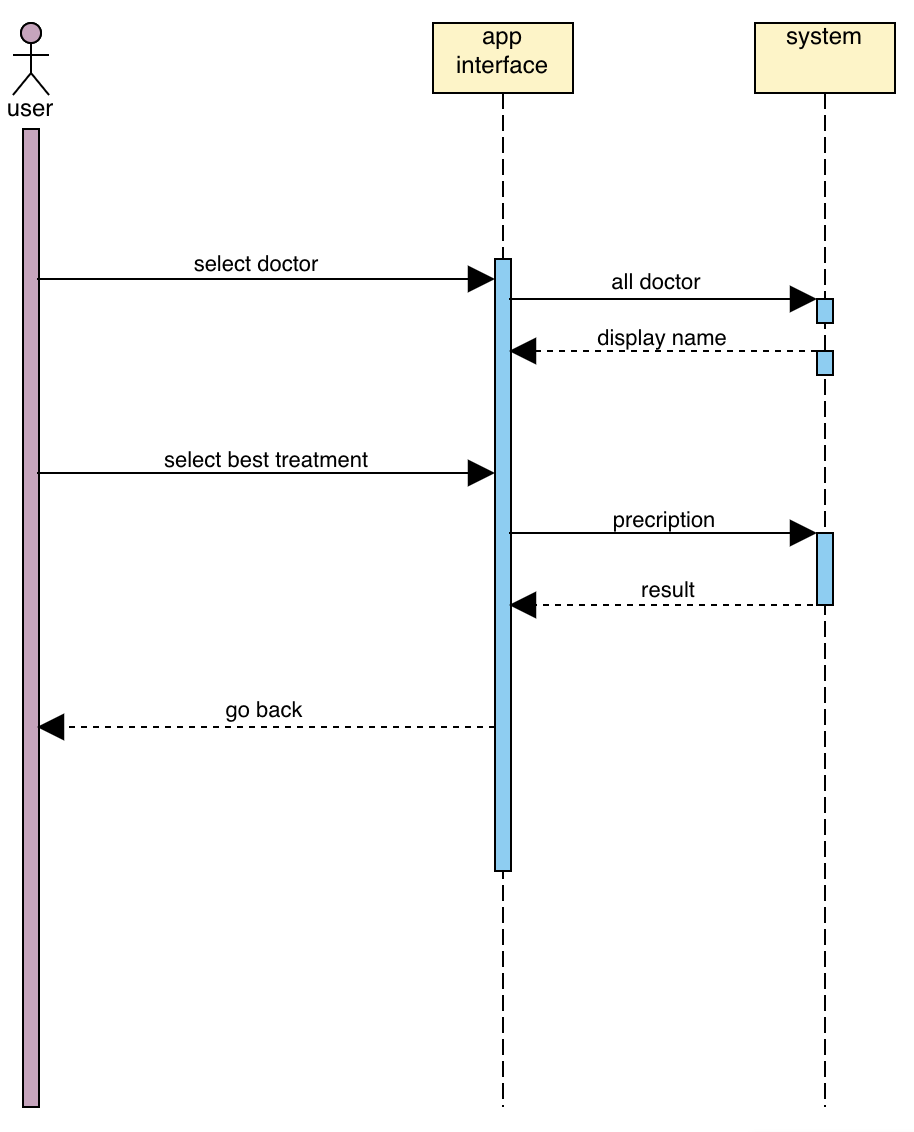 app
interface
system
user
select doctor
all doctor
display name
select best treatment
precription
result
go back